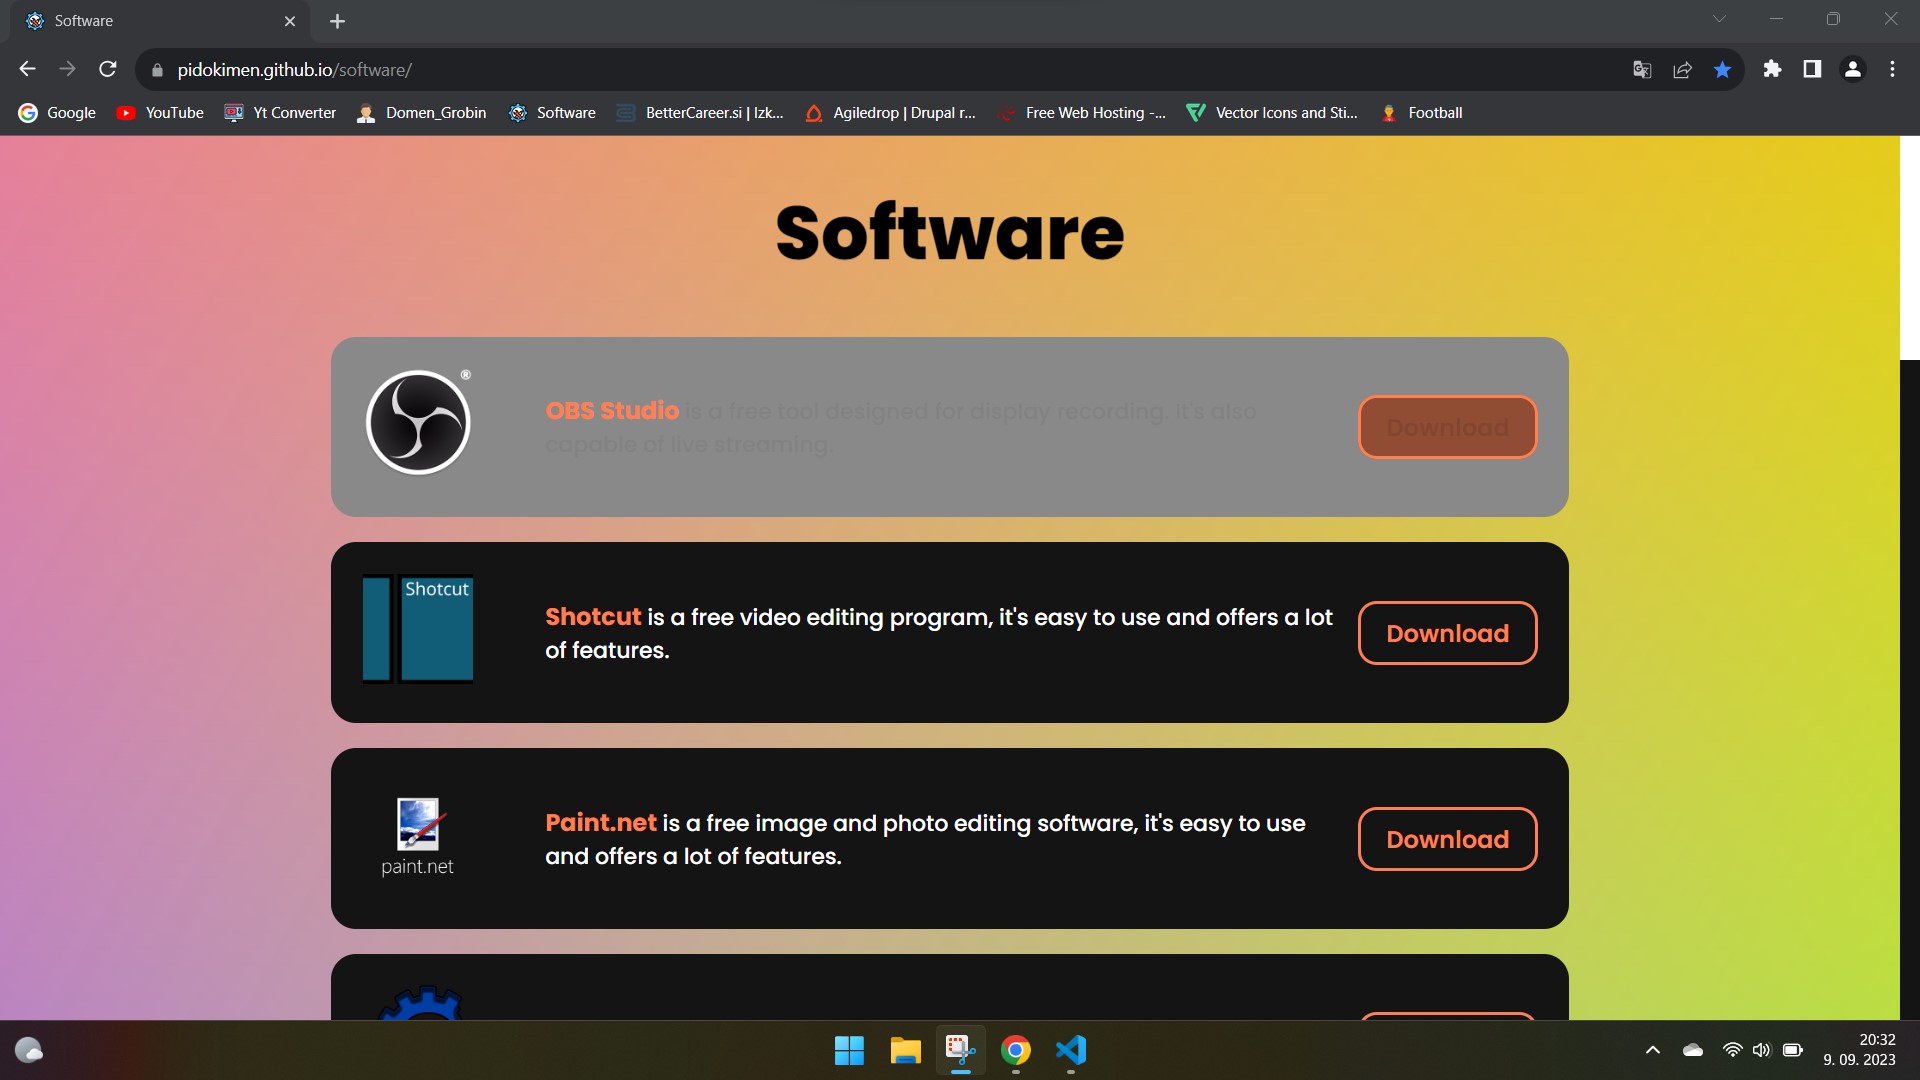 Software
pidokimen.github.io/software/
Google
YouTube
Yt Converter
Domen_Grobin
Software
BetterCareer.si | Izk...
Agiledrop | Drupal r...
Free Web Hosting -...
Vector Icons and Sti...
Football
Software
®
OBS Studio is a free tool designed for display recording. It's also
capable of live streaming.
Download
Shotcut
Shotcut is a free video editing program, it's easy to use and offers a lot
of features.
Download
paint.net
Paint.net is a free image and photo editing software, it's easy to use
and offers a lot of features.
Download
20:32
9. 09. 2023